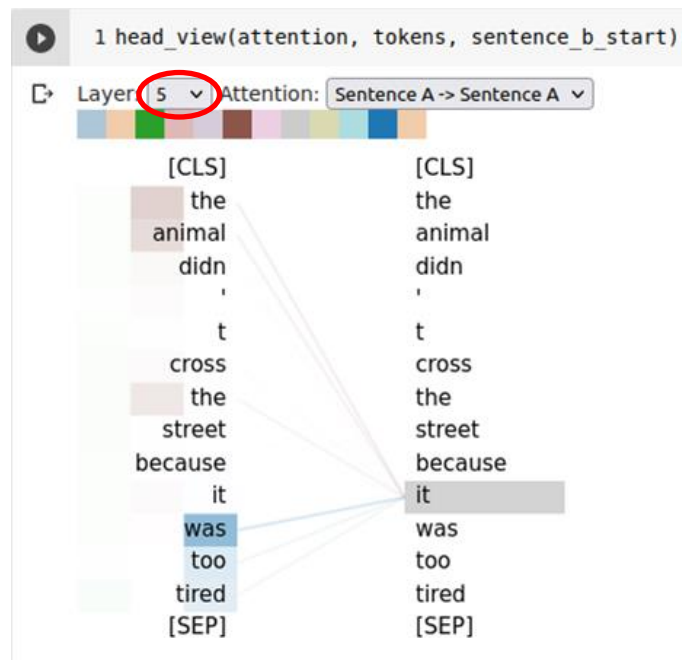 1 head_view(attention, tokens, sentence_b_start)
Layer: 5 Attention: Sentence A -> Sentence A
[CLS] [CLS]
the the
animal animal
didn didn
' '
t t
cross cross
the the
street street
because because
it it
was was
too too
tired tired
[SEP] [SEP]